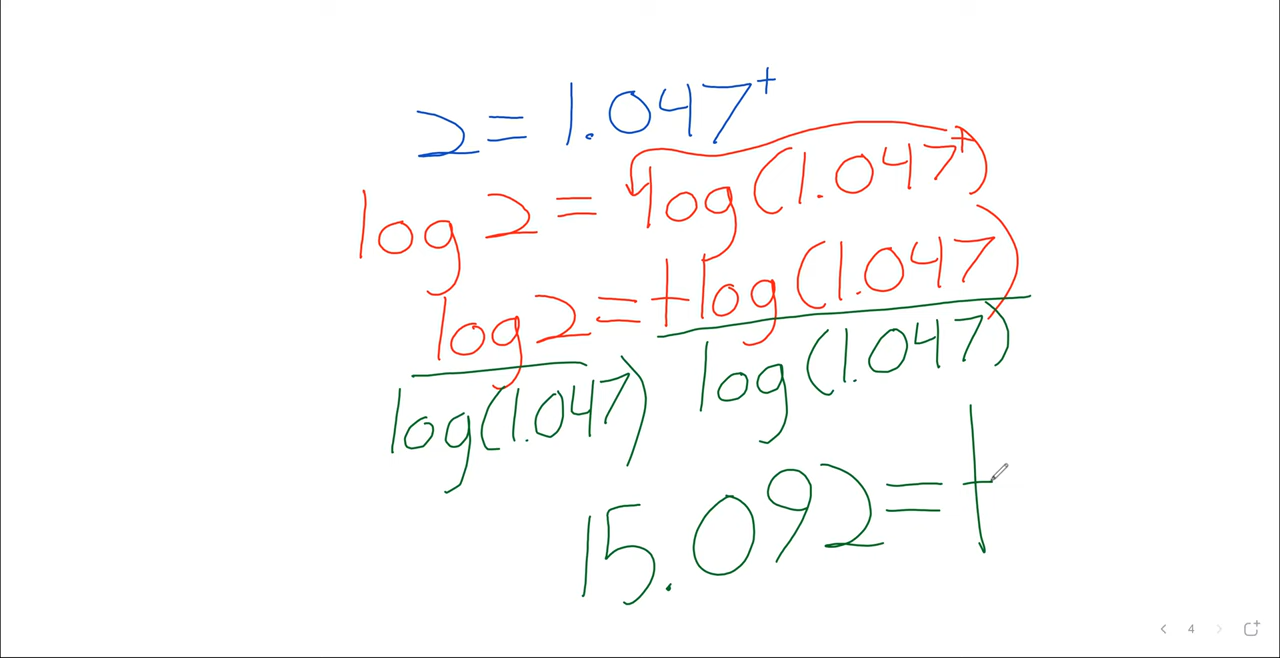 2 = 1.047^t
log 2 = log(1.047^t)
log 2 = t log(1.047)
log(1.047) log(1.047)
15.092 = t
4